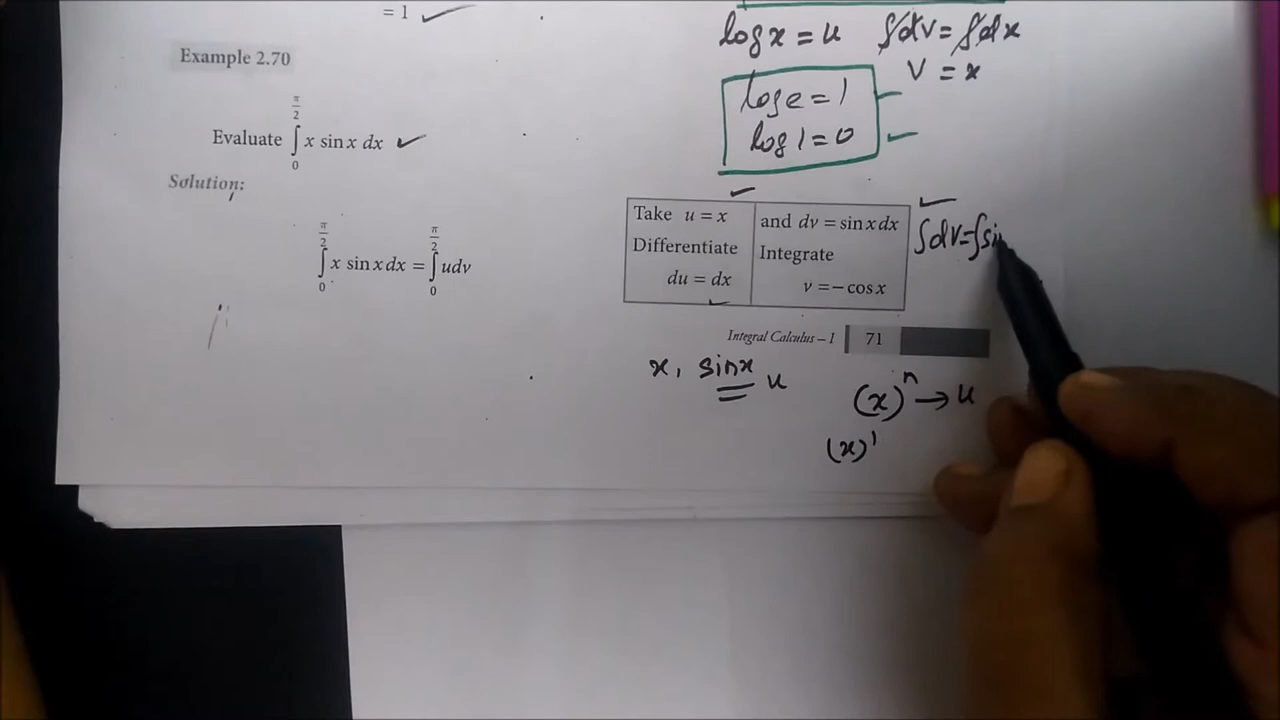 = 1
log x = u ∫dv = ∫dx
v = x
log e = 1
log 1 = 0
Example 2.70
Evaluate ∫₀^(π/2) x sin x dx
Solution:
∫₀^(π/2) x sin x dx = ∫₀^(π/2) udv
Take u = x and dv = sin x dx
Differentiate Integrate
du = dx v = − cos x
∫dv = ∫sin
Integral Calculus – 1 71
x, sinx u
(x)ⁿ → u
(x)¹